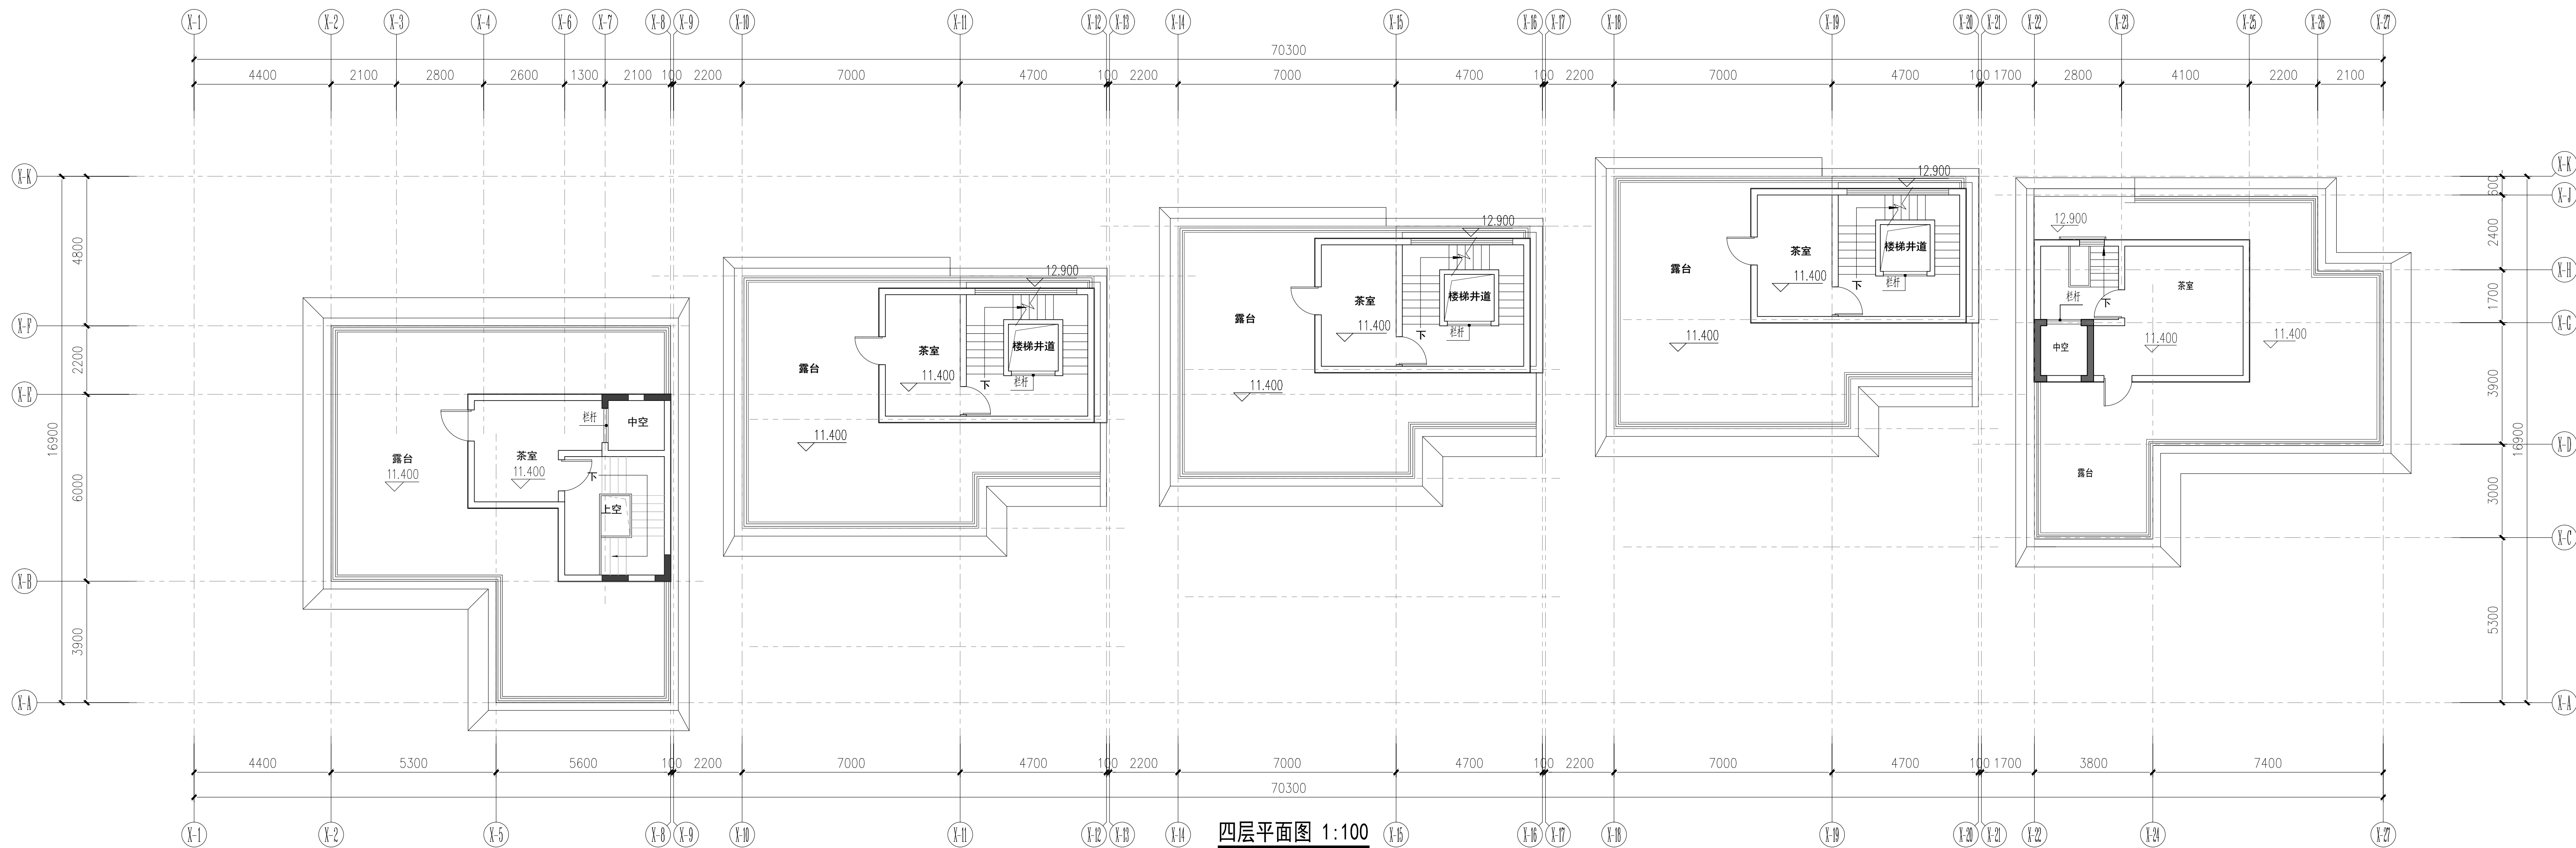 X-1 X-2 X-3 X-4 X-6 X-7 X-8 X-9 X-10 X-11 X-12 X-13 X-14 X-15 X-16 X-17 X-18 X-19 X-20 X-21 X-22 X-23 X-25 X-26 X-27
70300
4400 2100 2800 2600 1300 2100 100 2200 7000 4700 100 2200 7000 4700 100 2200 7000 4700 100 1700 2800 4100 2200 2100
X-K
X-F
X-E
X-B
X-A
16900
4800
2200
6000
3900
露台
11.400
茶室
11.400
栏杆
中空
下
上空
露台
11.400
茶室
11.400
12.900
楼梯井道
栏杆
下
露台
11.400
茶室
11.400
12.900
楼梯井道
栏杆
下
露台
11.400
茶室
11.400
12.900
楼梯井道
栏杆
下
12.900
栏杆
下
中空
茶室
11.400
11.400
露台
X-K
X-J
X-H
X-G
X-D
X-C
X-A
600
2400
1700
3900
3000
5300
16900
4400 5300 5600 100 2200 7000 4700 100 2200 7000 4700 100 2200 7000 4700 100 1700 3800 7400
70300
X-1 X-2 X-5 X-8 X-9 X-10 X-11 X-12 X-13 X-14 X-15 X-16 X-17 X-18 X-19 X-20 X-21 X-22 X-24 X-27
四层平面图 1:100